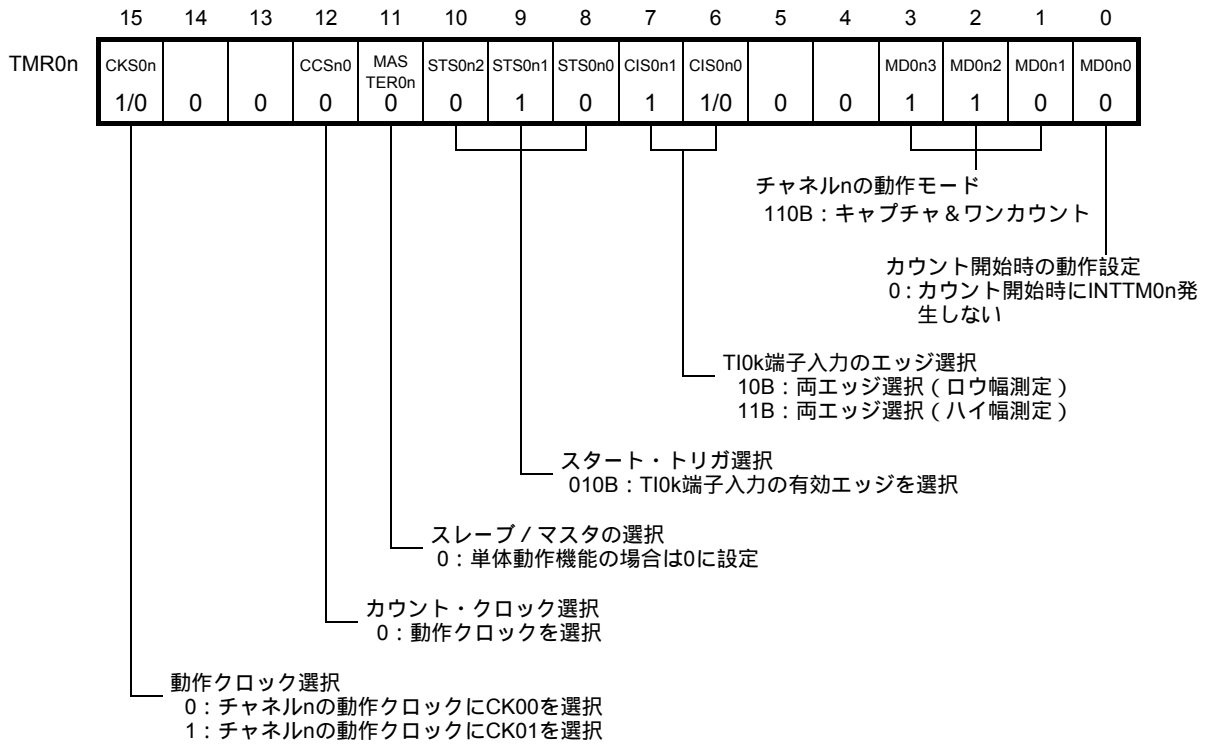 15 14 13 12 11 10 9 8 7 6 5 4 3 2 1 0
TMR0n CKS0n CCSn0 MAS TER0n STS0n2 STS0n1 STS0n0 CIS0n1 CIS0n0 MD0n3 MD0n2 MD0n1 MD0n0
1/0 0 0 0 0 0 1 0 1 1/0 0 0 1 1 0 0
チャネルnの動作モード
110B：キャプチャ＆ワンカウント
カウント開始時の動作設定
0：カウント開始時にINTTM0n発
生しない
TI0k端子入力のエッジ選択
10B：両エッジ選択（ロウ幅測定）
11B：両エッジ選択（ハイ幅測定）
スタート・トリガ選択
010B：TI0k端子入力の有効エッジを選択
スレーブ／マスタの選択
0：単体動作機能の場合は0に設定
カウント・クロック選択
0：動作クロックを選択
動作クロック選択
0：チャネルnの動作クロックにCK00を選択
1：チャネルnの動作クロックにCK01を選択